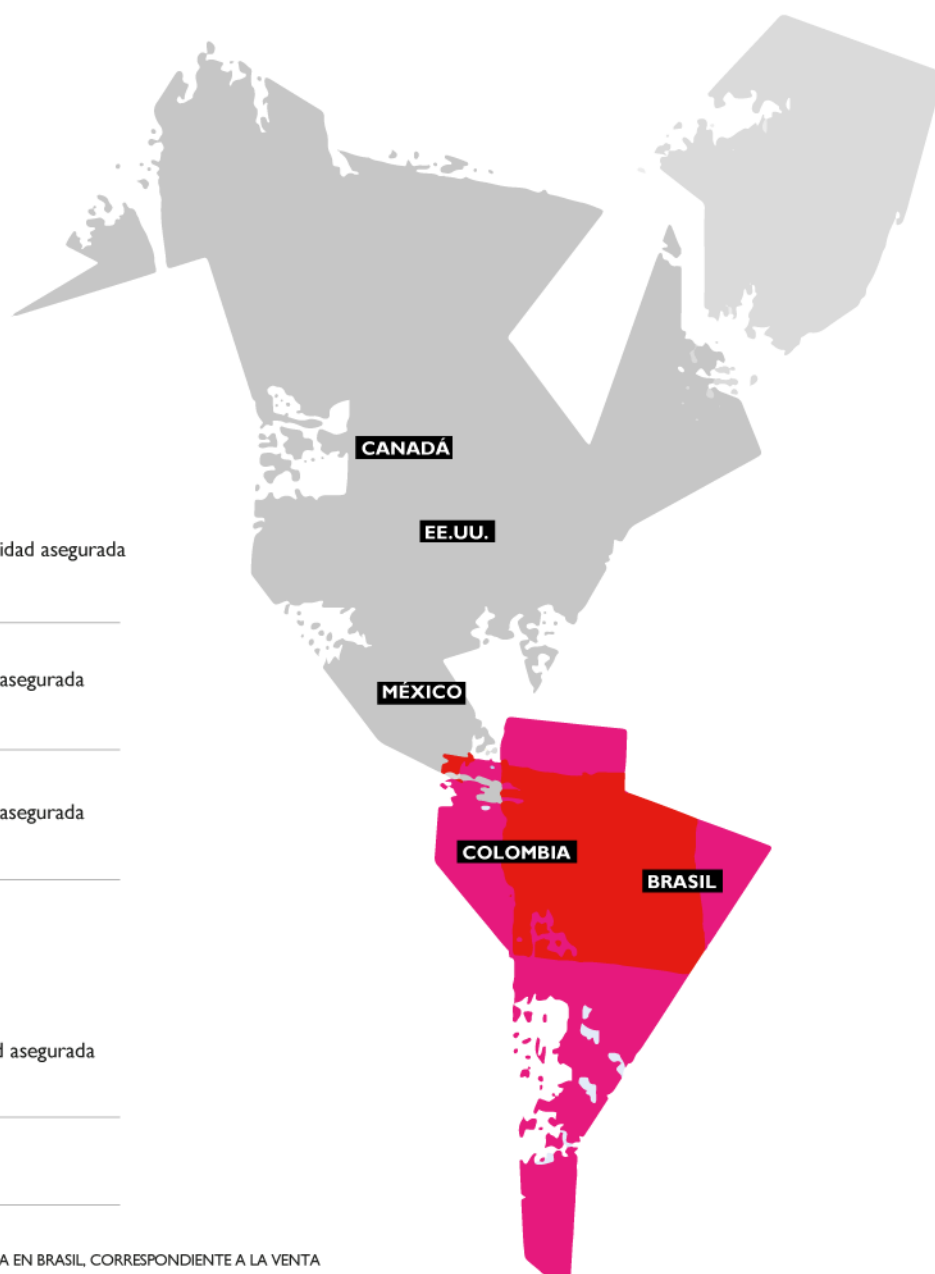 CANADÁ
EE.UU.
idad asegurada
asegurada
MÉXICO
asegurada
COLOMBIA
BRASIL
d asegurada
A EN BRASIL, CORRESPONDIENTE A LA VENTA